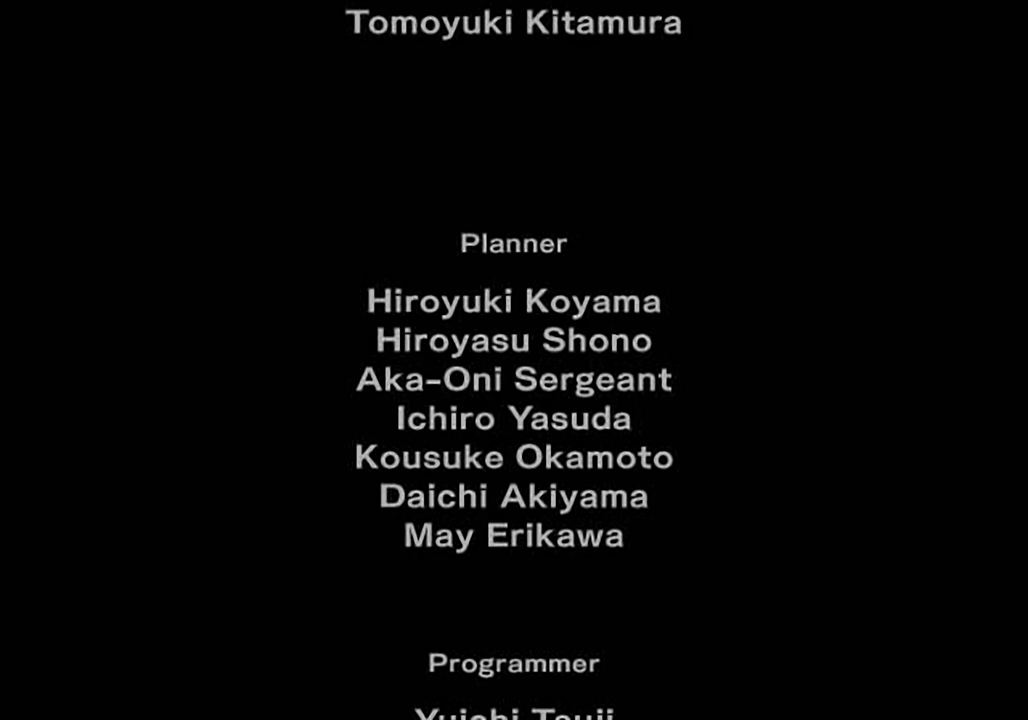 Tomoyuki Kitamura
Planner
Hiroyuki Koyama
Hiroyasu Shono
Aka-Oni Sergeant
Ichiro Yasuda
Kousuke Okamoto
Daichi Akiyama
May Erikawa
Programmer
Yuichi